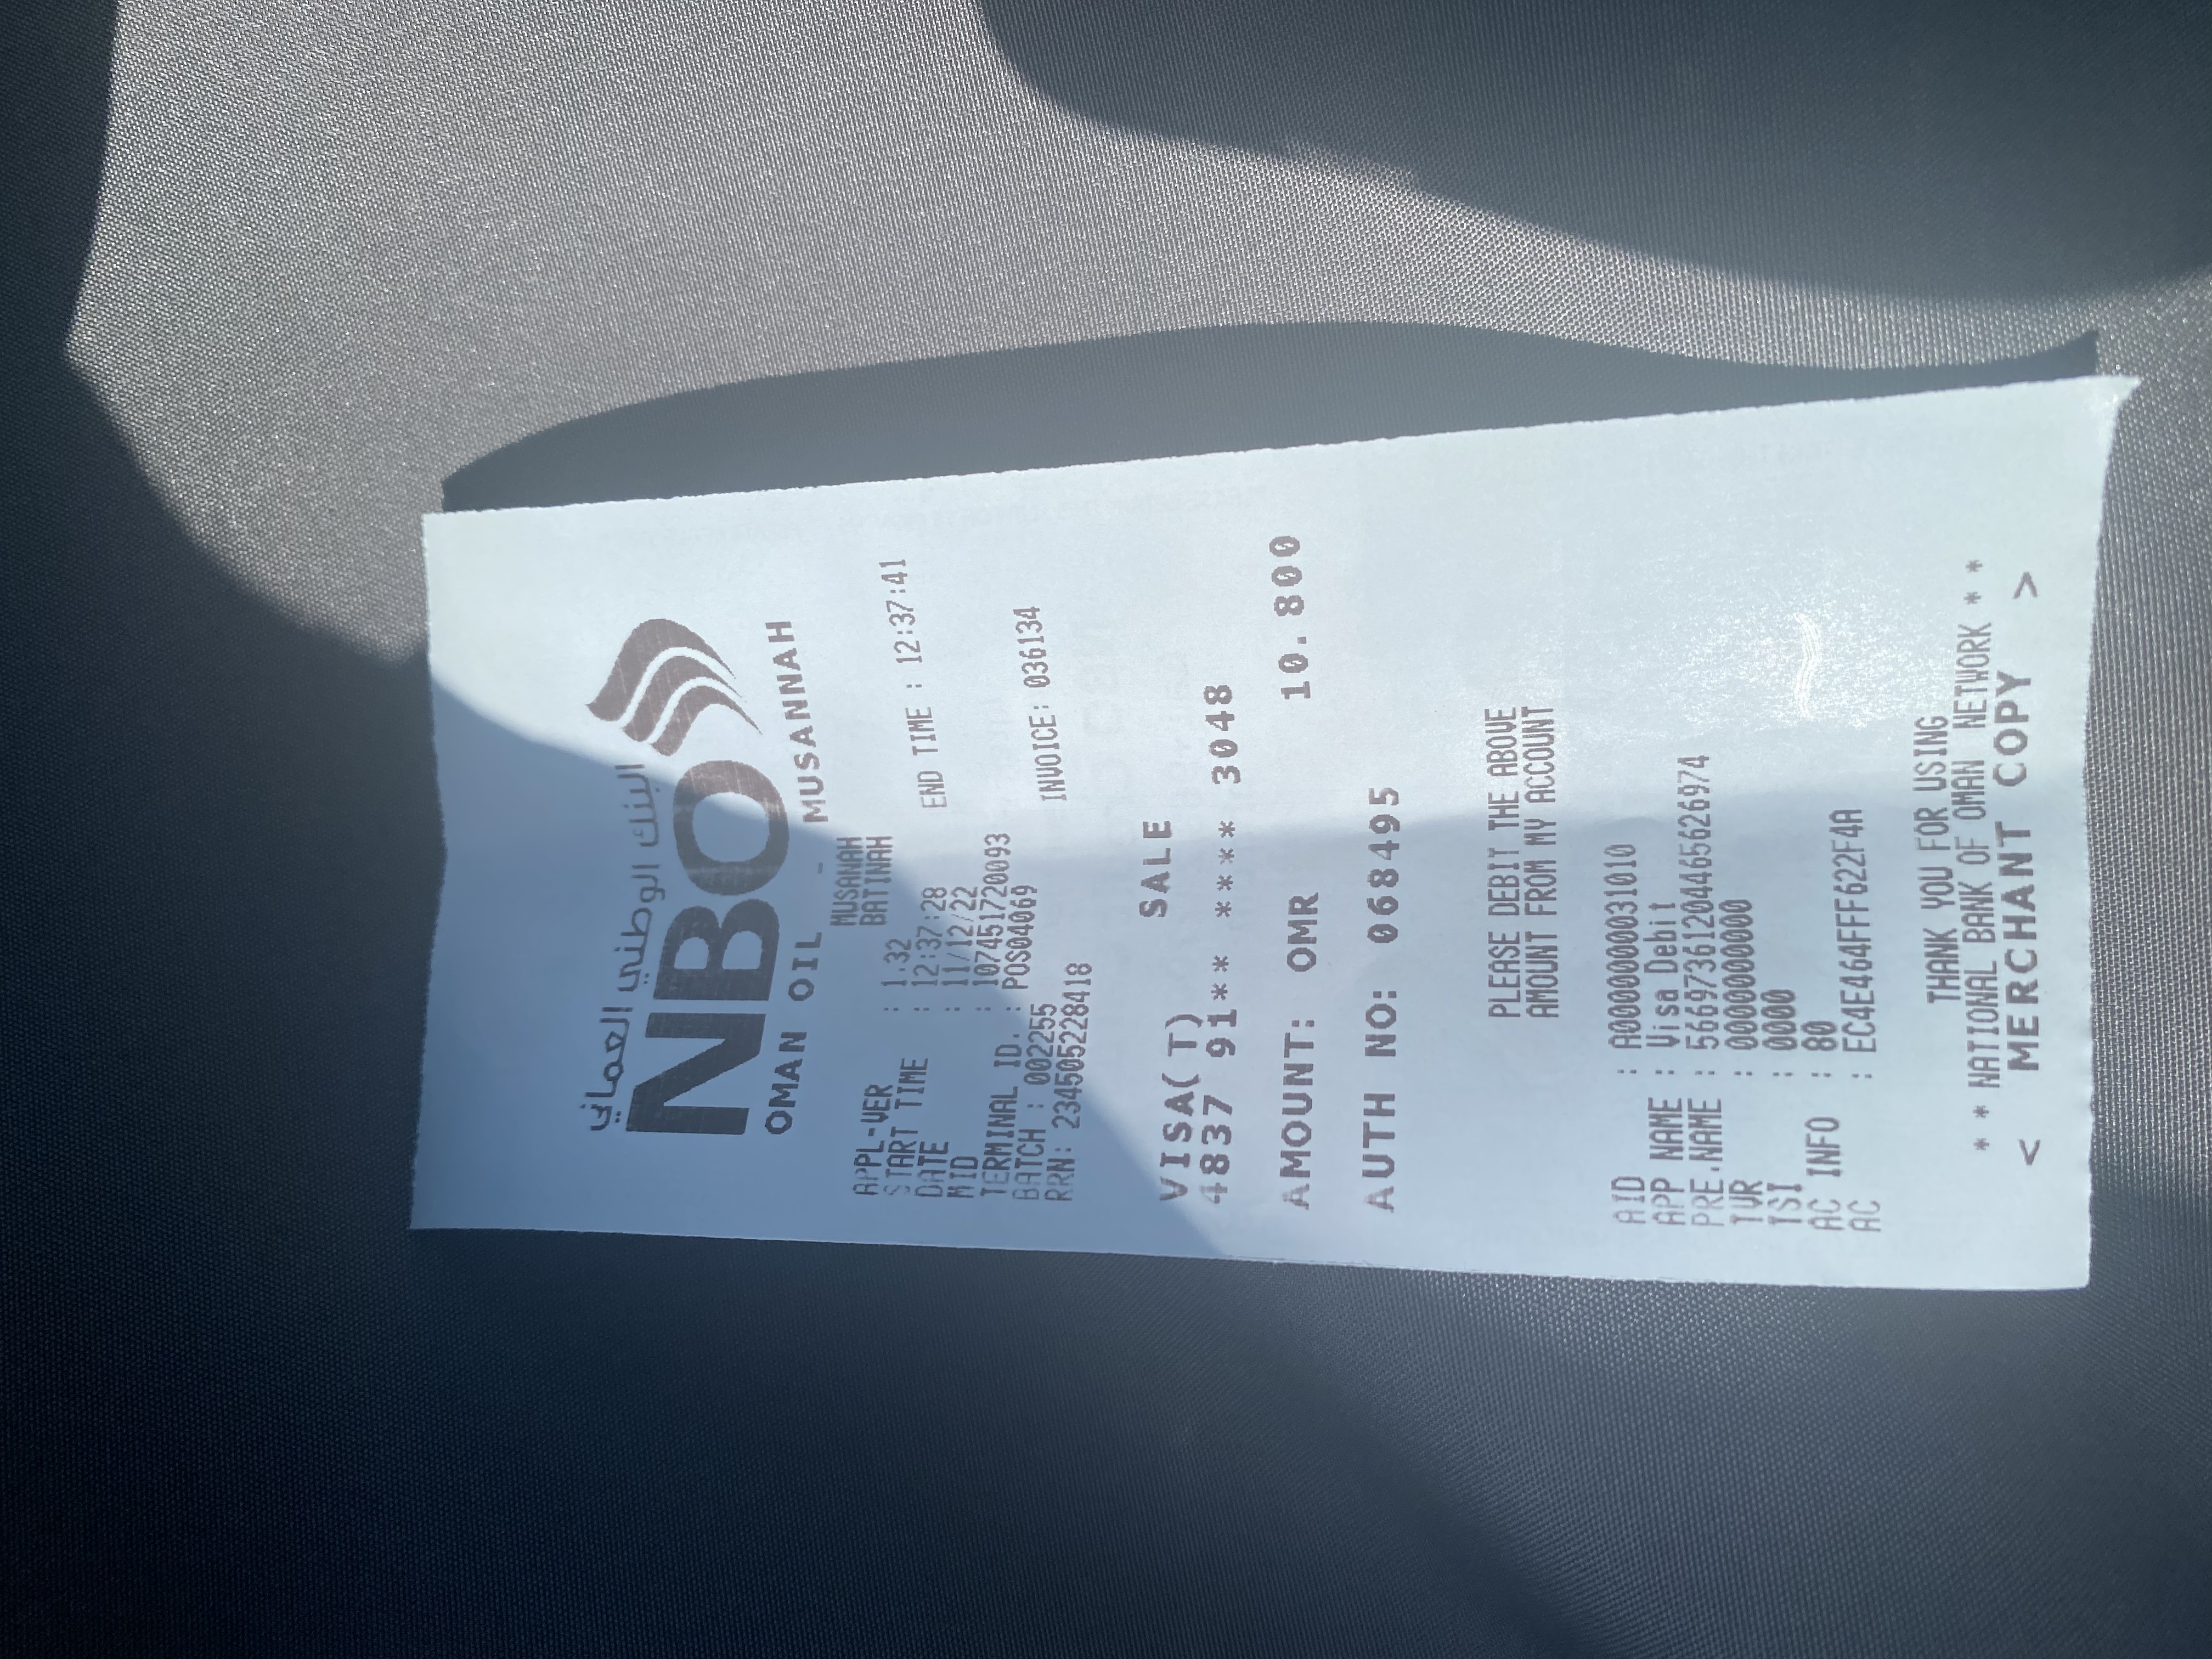 البنك الوطني العماني
NBO
OMAN OIL - MUSANNAH
MUSANAH
BATINAH
APPL-VER : 1.32
START TIME : 12:37:28 END TIME : 12:37:41
DATE : 11/12/22
MID : 107451720093
TERMINAL ID. : POS04069
BATCH : 002255 INVOICE: 036134
RRN: 234505228418
SALE
VISA( T)
4837 91** **** 3048
AMOUNT: OMR 10.800
AUTH NO: 068495
PLEASE DEBIT THE ABOVE
AMOUNT FROM MY ACCOUNT
AID : A0000000031010
APP NAME : Visa Debit
PRE.NAME : 56697361204465626974
TVR : 0000000000
TSI : 0000
AC INFO : 80
AC : EC4E464FFF622F4A
THANK YOU FOR USING
* * NATIONAL BANK OF OMAN NETWORK * *
< MERCHANT COPY >